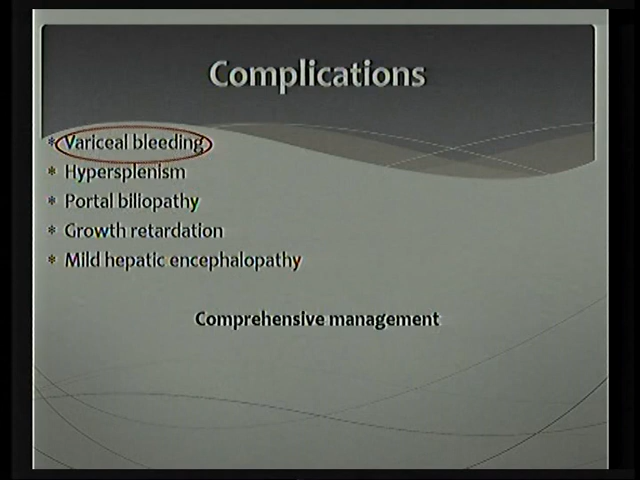 Complications
* Variceal bleeding
* Hypersplenism
* Portal biliopathy
* Growth retardation
* Mild hepatic encephalopathy
Comprehensive management